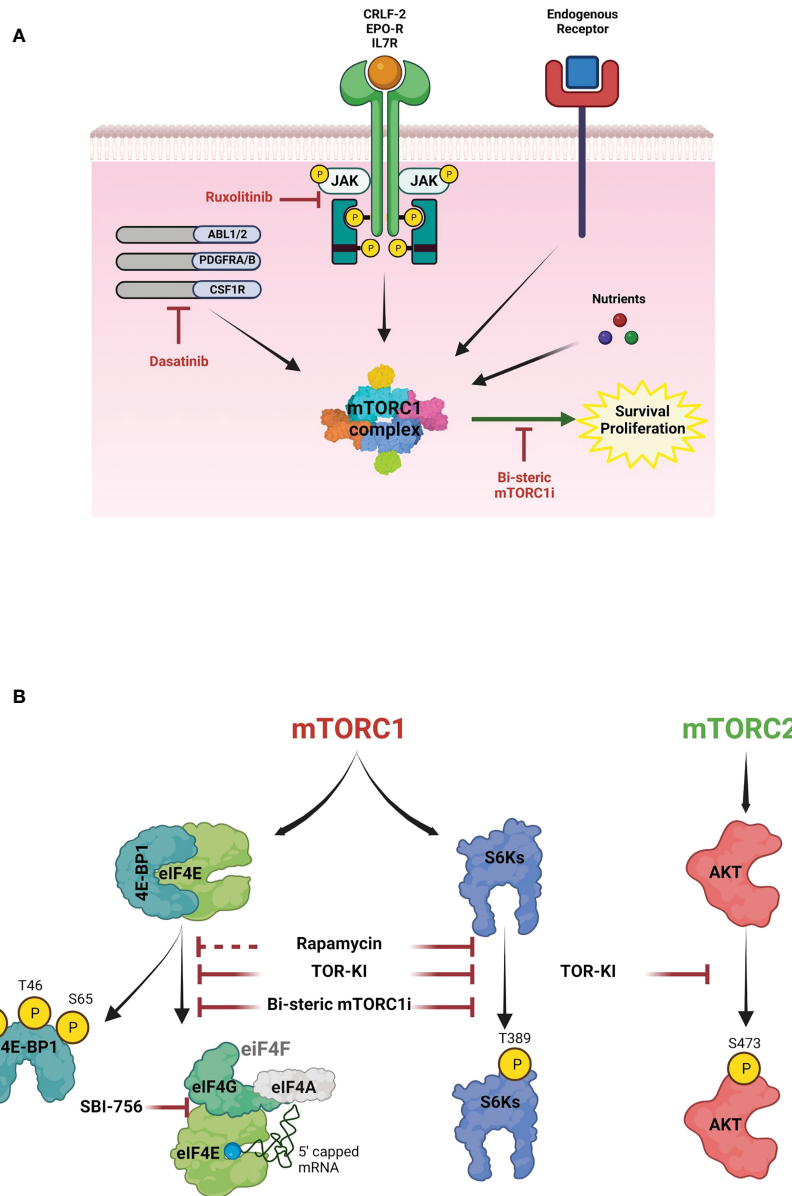 A
CRLF-2
EPO-R
IL7R
Endogenous
Receptor
P
JAK
JAK
P
Ruxolitinib
P
P
P
P
ABL1/2
PDGFRA/B
CSF1R
Dasatinib
Nutrients
mTORC1
complex
Survival
Proliferation
Bi-steric
mTORC1i
B
mTORC1
mTORC2
4E-BP1
eIF4E
S6Ks
AKT
Rapamycin
TOR-KI
TOR-KI
Bi-steric mTORC1i
T46
S65
P
P
4E-BP1
eiF4F
eIF4G
eIF4A
SBI-756
eIF4E
5' capped
mRNA
T389
P
S6Ks
S473
P
AKT